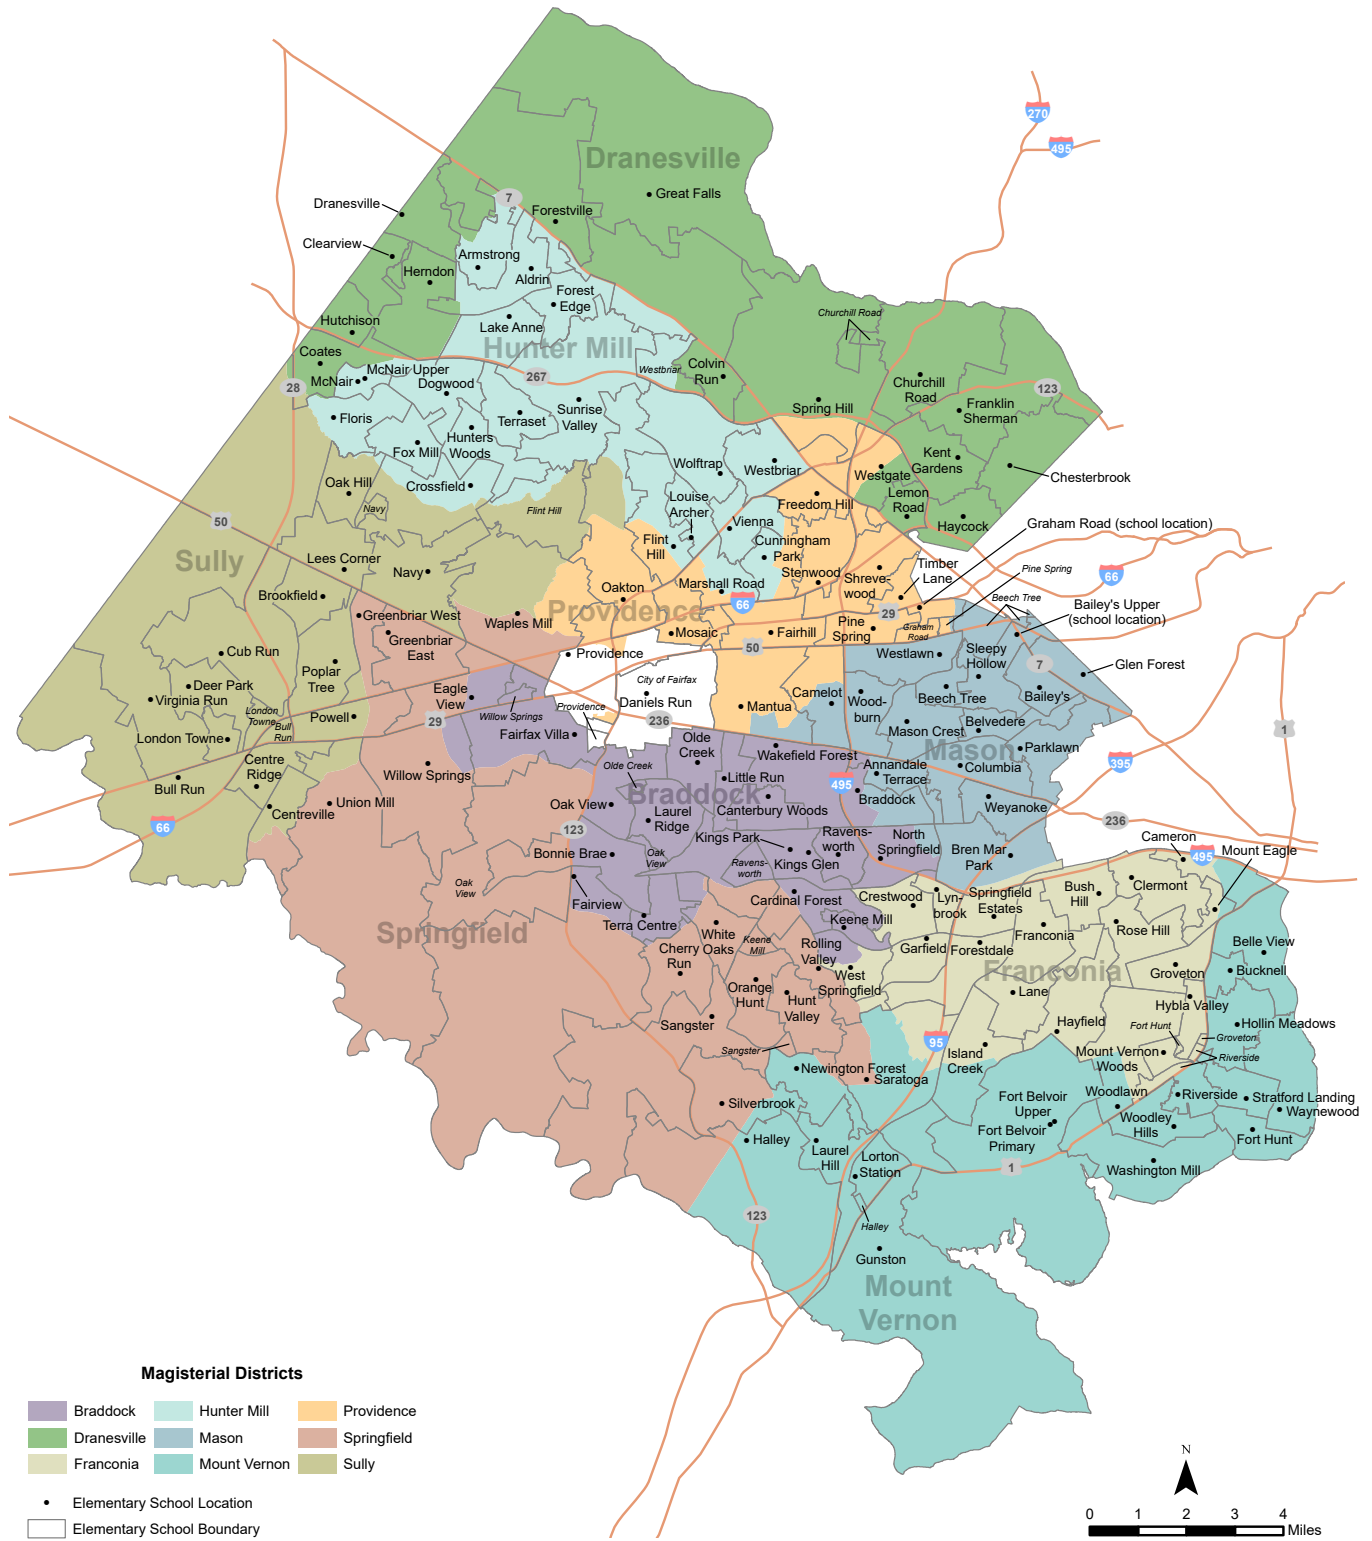 270
495
Dranesville
Great Falls
7
Dranesville
Forestville
Clearview
Armstrong
Herndon
Aldrin
Forest
Edge
Churchill Road
Hutchison
Lake Anne
Hunter Mill
Coates
McNair Upper
McNair
Dogwood
267
Westbriar
Colvin
Run
28
Churchill
Road
123
Franklin
Sherman
Floris
Terraset
Sunrise
Valley
Spring Hill
Hunters
Woods
Fox Mill
Kent
Gardens
Wolftrap
Westbriar
Westgate
Chesterbrook
Oak Hill
Crossfield
Louise
Archer
Freedom Hill
Lemon
Road
Navy
Flint Hill
50
Vienna
Haycock
Graham Road (school location)
Sully
Flint
Hill
Cunningham
Park
Lees Corner
Navy
Stenwood
Shreve-
wood
Timber
Lane
Pine Spring
66
Brookfield
Oakton
Marshall Road
Beech Tree
Greenbriar West
Waples Mill
Providence
66
29
Bailey's Upper
(school location)
Greenbriar
East
Mosaic
Fairhill
Pine
Spring
Graham
Road
Cub Run
Poplar
Tree
Providence
50
Westlawn
Sleepy
Hollow
7
Glen Forest
Deer Park
Virginia Run
Eagle
View
City of Fairfax
Daniels Run
Camelot
Wood-
burn
Beech Tree
Bailey's
London
Towne
Bull
Run
Powell
29
Willow Springs
Providence
236
Mantua
Mason Crest
Belvedere
1
London Towne
Fairfax Villa
Olde
Creek
Wakefield Forest
Mason
Parklawn
Centre
Ridge
Willow Springs
Olde Creek
Little Run
Annandale
Terrace
Columbia
395
Bull Run
495
Braddock
Braddock
Canterbury Woods
Weyanoke
Union Mill
Centreville
Oak View
Laurel
Ridge
66
123
236
Kings Park
Ravens-
worth
North
Springfield
Cameron
Bonnie Brae
Oak
View
Ravens-
worth
Kings Glen
Bren Mar
Park
495
Mount Eagle
Oak
View
Fairview
Cardinal Forest
Crestwood
Lyn-
brook
Springfield
Estates
Bush
Hill
Clermont
Springfield
Terra Centre
White
Oaks
Keene Mill
Franconia
Rose Hill
Belle View
Cherry
Run
Keene
Mill
Rolling
Valley
Garfield
Forestdale
Franconia
Groveton
Bucknell
Orange
Hunt
West
Springfield
Hunt
Valley
Lane
Hybla Valley
Sangster
Hayfield
Fort Hunt
Hollin Meadows
Sangster
95
Island
Creek
Mount Vernon
Woods
Groveton
Riverside
Newington Forest
Saratoga
Silverbrook
Fort Belvoir
Upper
Woodlawn
Riverside
Stratford Landing
Waynewood
Fort Belvoir
Primary
Woodley
Hills
Fort Hunt
Halley
Laurel
Hill
Lorton
Station
1
Washington Mill
123
Halley
Gunston
Mount
Vernon
Magisterial Districts
Braddock
Hunter Mill
Providence
Dranesville
Mason
Springfield
Franconia
Mount Vernon
Sully
Elementary School Location
Elementary School Boundary
N
0 1 2 3 4
Miles